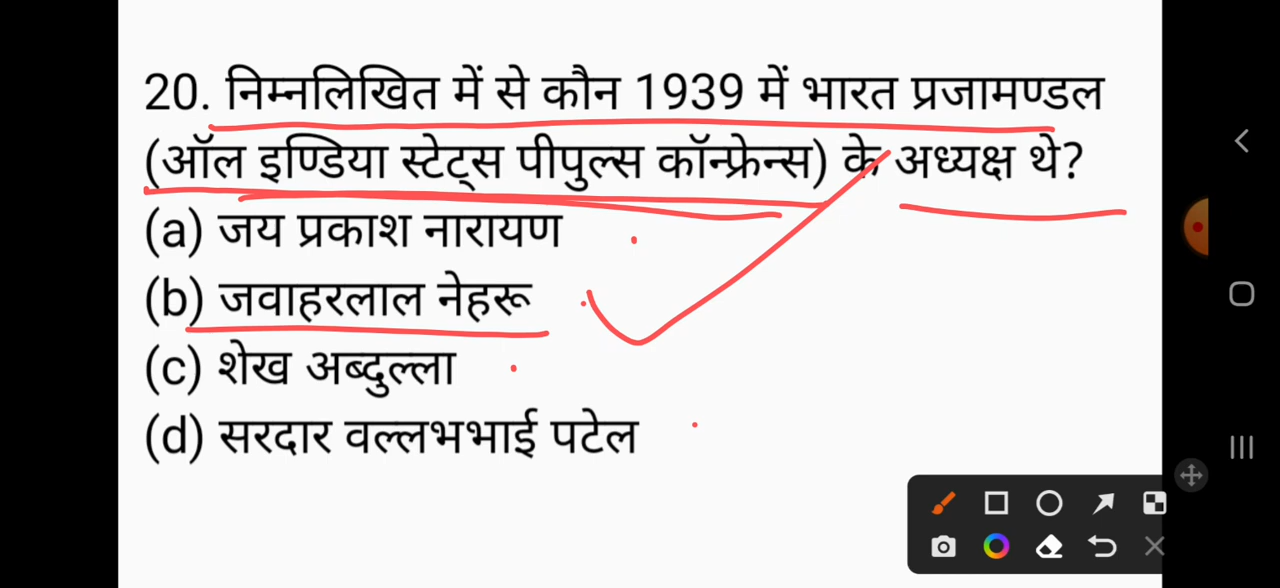 20. निम्नलिखित में से कौन 1939 में भारत प्रजामण्डल
(ऑल इण्डिया स्टेट्स पीपुल्स कॉन्फ्रेन्स) के अध्यक्ष थे?
(a) जय प्रकाश नारायण
(b) जवाहरलाल नेहरू
(c) शेख अब्दुल्ला
(d) सरदार वल्लभभाई पटेल